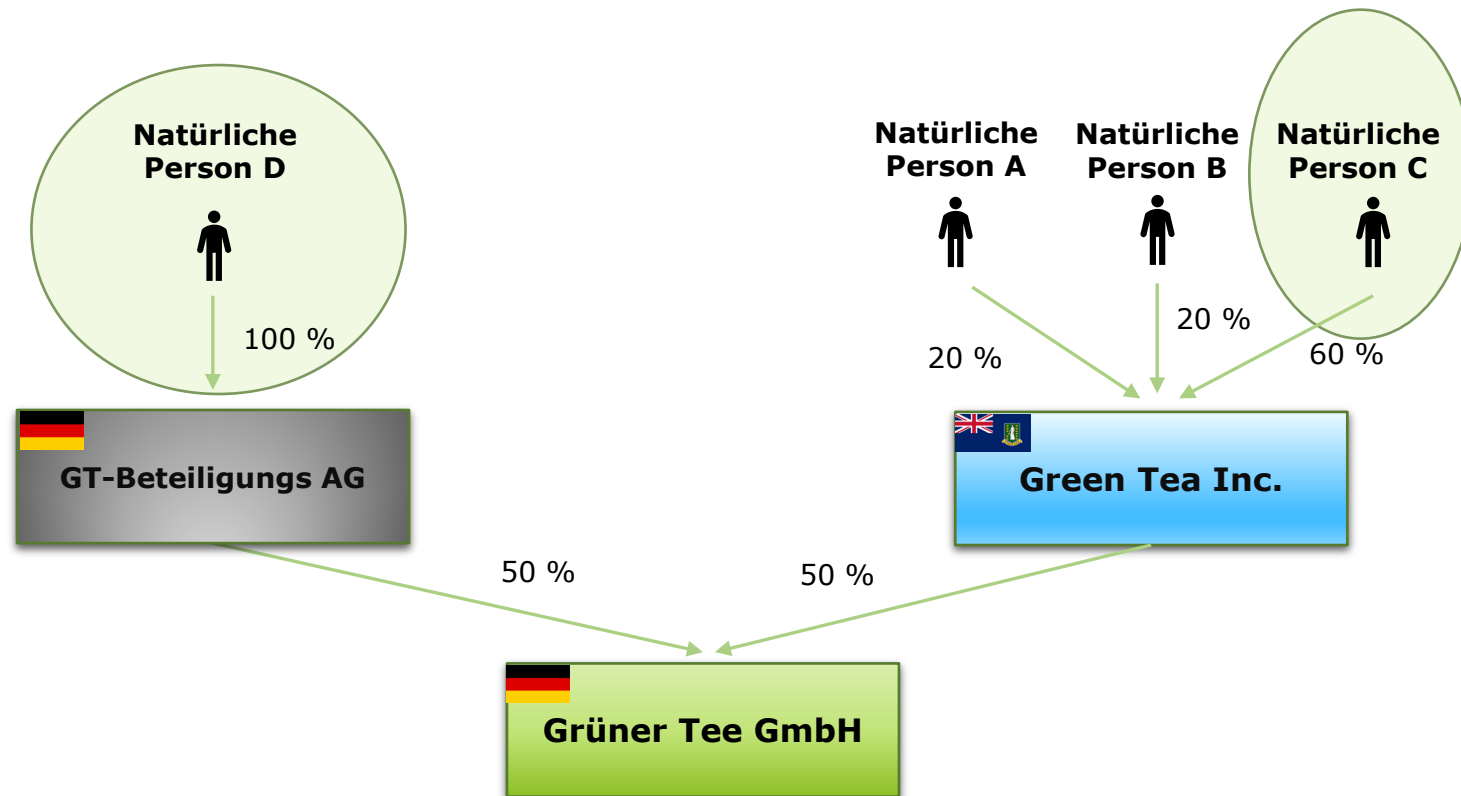 Natürliche
Person D
Natürliche
Person A
Natürliche
Person B
Natürliche
Person C
100 %
20 %
20 %
60 %
GT-Beteiligungs AG
Green Tea Inc.
50 %
50 %
Grüner Tee GmbH